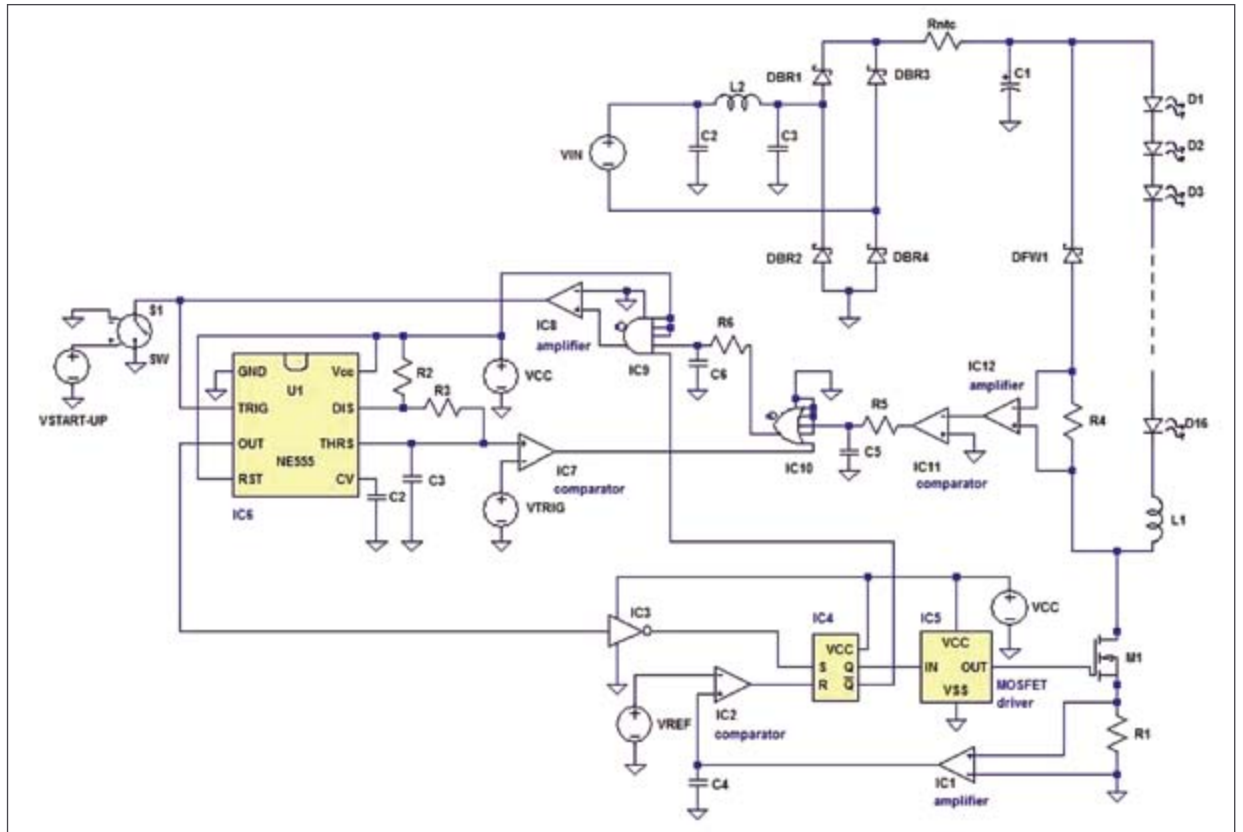 Rntc
DBR1
DBR3
C1
L2
D1
C2
C3
D2
VIN
D3
DBR2
DBR4
DFW1
S1
SW
VSTART-UP
IC8
amplifier
IC9
R6
C6
VCC
R2
R3
GND
Vcc
U1
TRIG
DIS
OUT
THRS
NE555
RST
CV
IC6
C2
C3
IC7
comparator
VTRIG
IC10
R5
C5
IC11
comparator
IC12
amplifier
R4
D16
L1
IC3
IC4
IC5
VCC
VCC
VCC
S
Q
R
Q
IN
OUT
VSS
MOSFET
driver
M1
VREF
IC2
comparator
R1
C4
IC1
amplifier